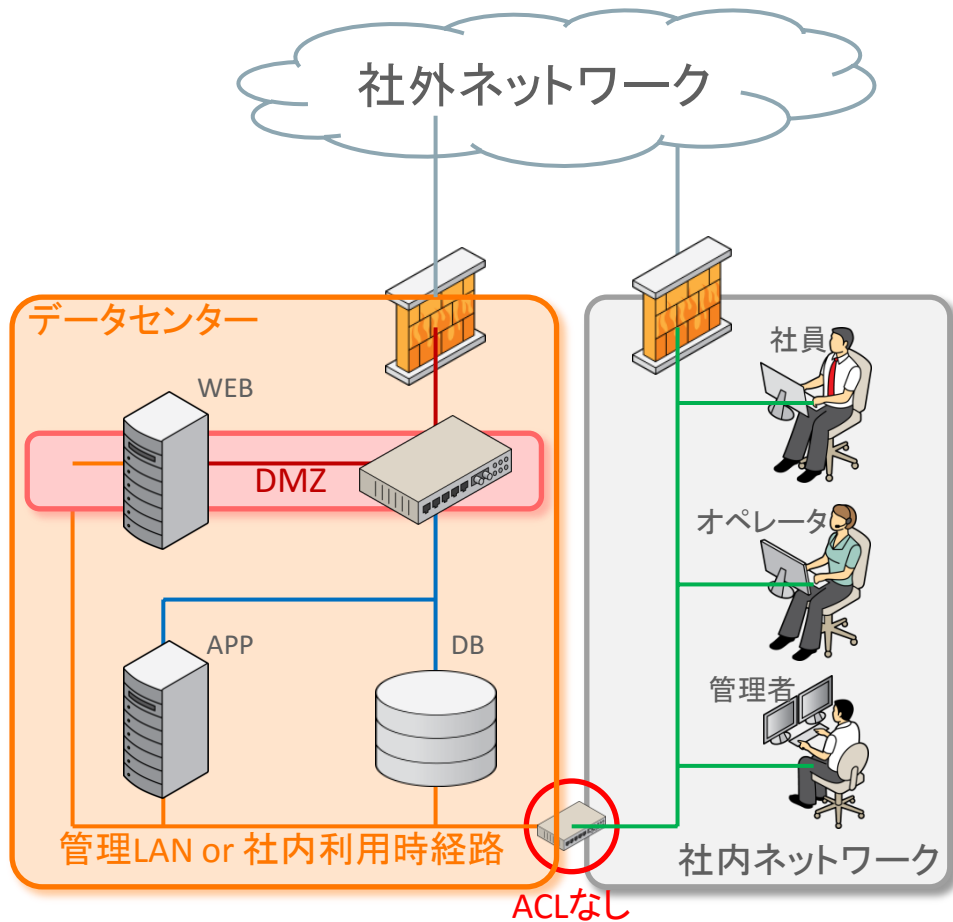 社外ネットワーク
データセンター
社員
WEB
DMZ
オペレータ
APP
DB
管理者
管理LAN or 社内利用時経路
社内ネットワーク
ACLなし